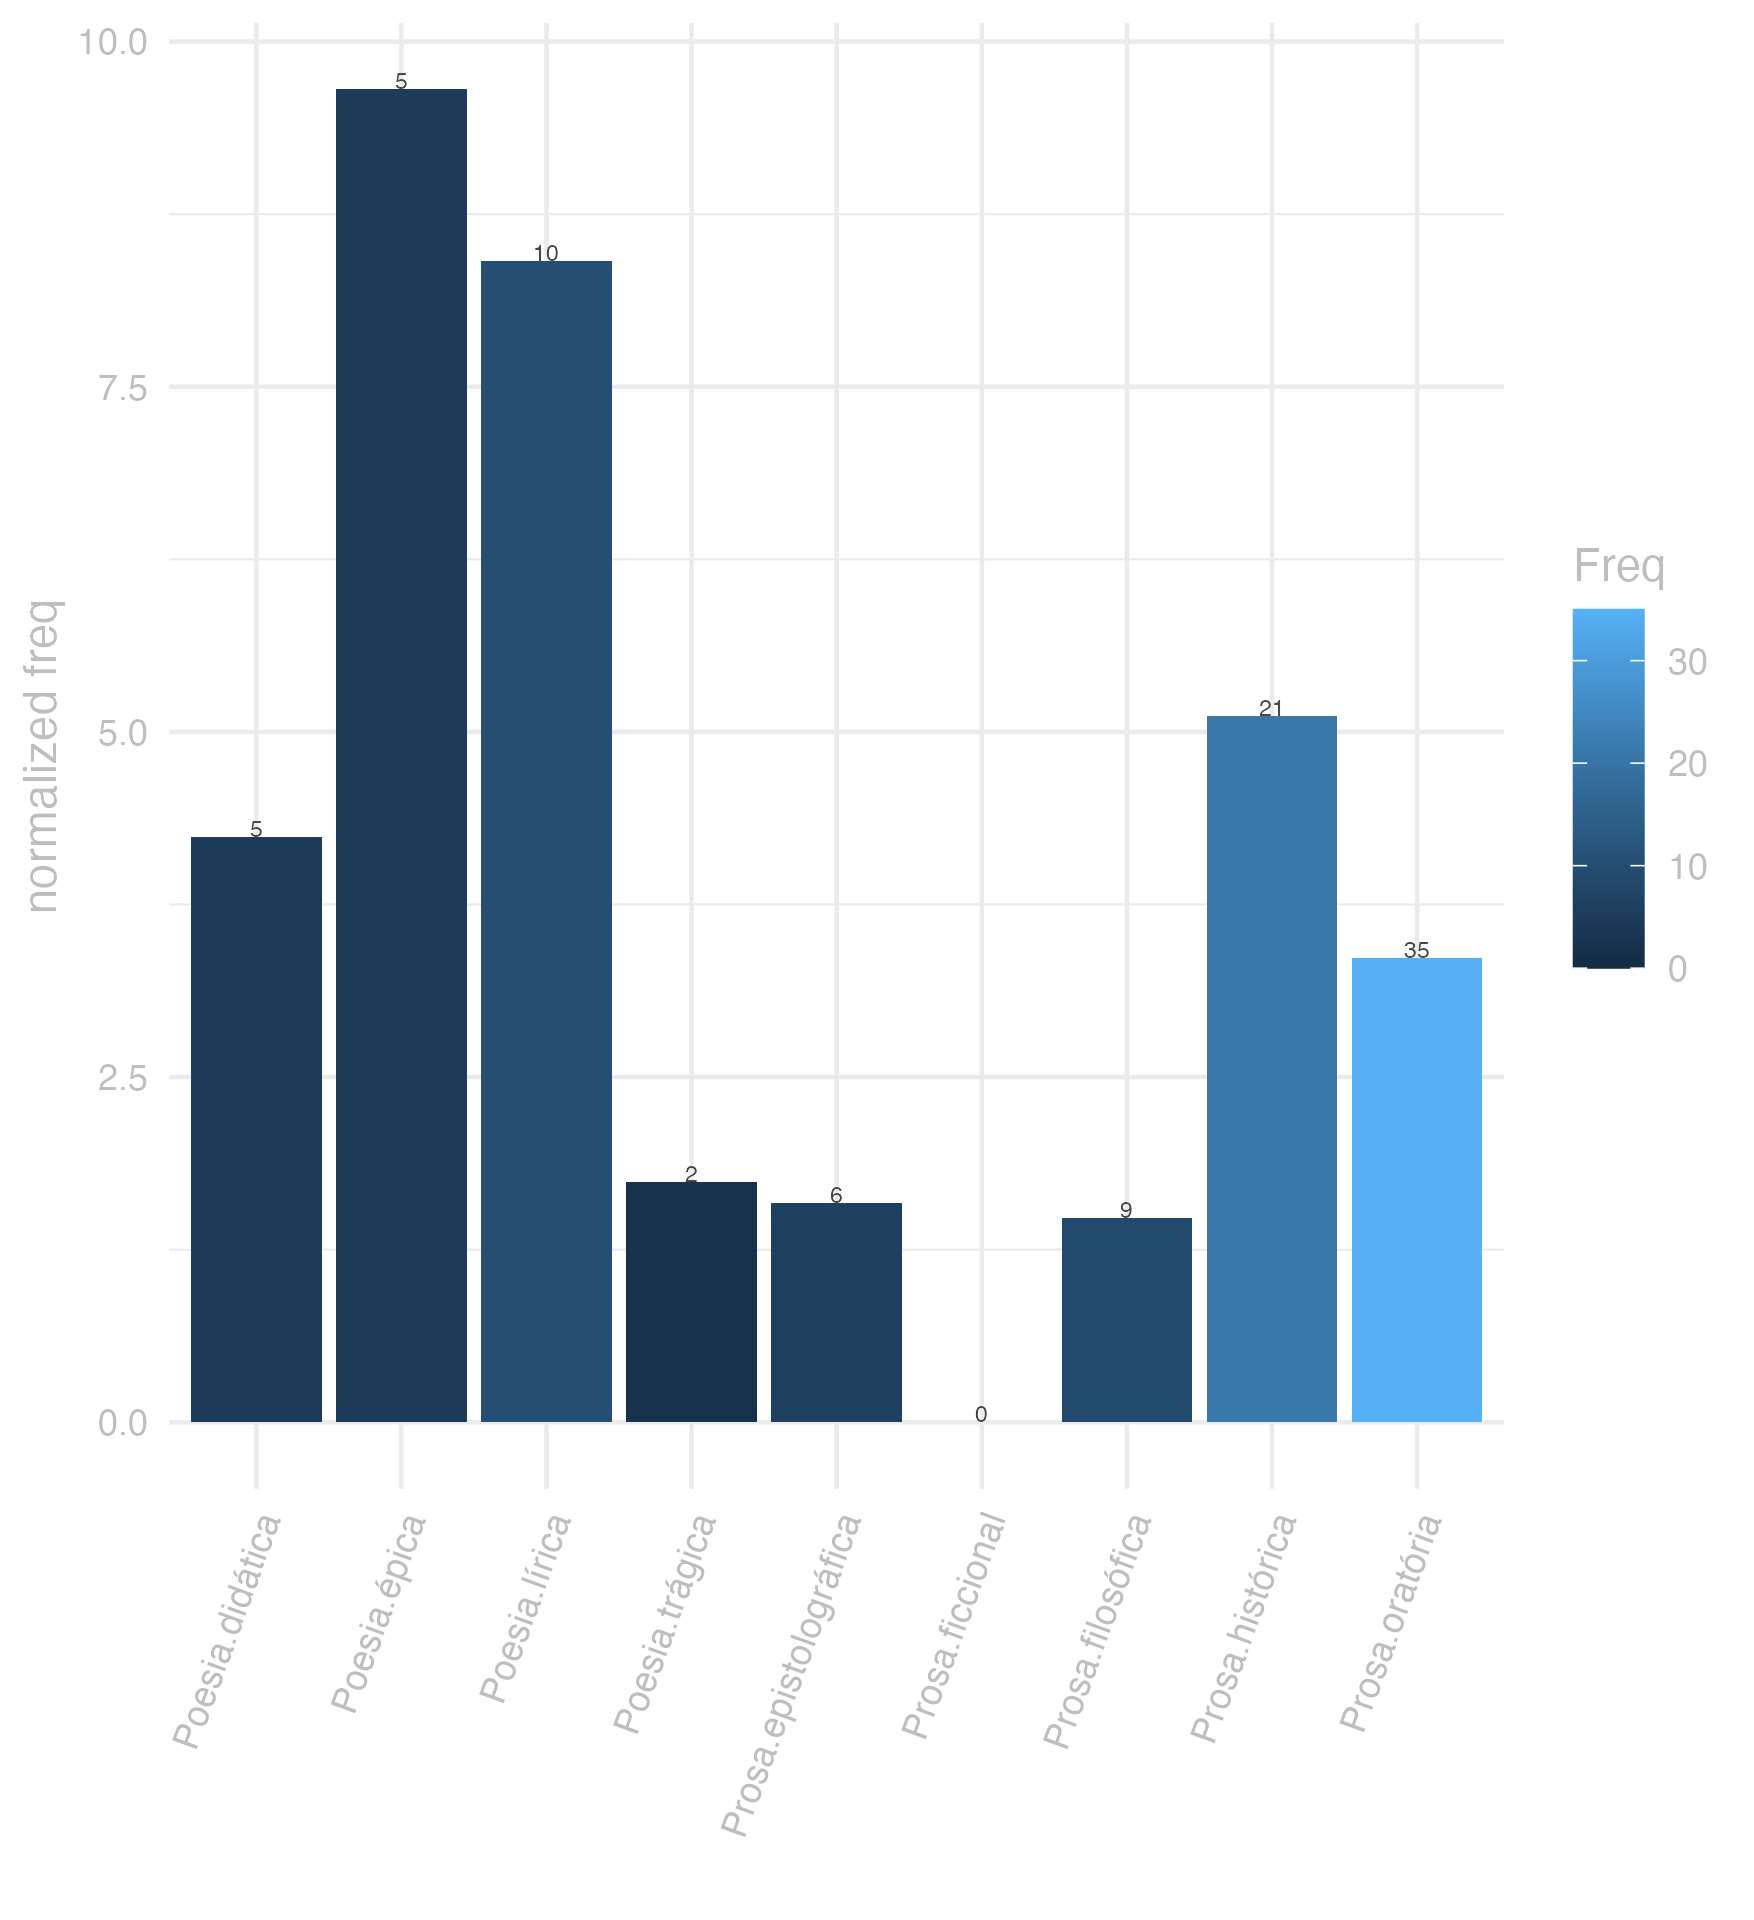 10.0
7.5
5.0
2.5
0.0
normalized freq
5
5
10
2
6
0
9
21
35
Poesia.didática
Poesia.épica
Poesia.lírica
Poesia.trágica
Prosa.epistolográfica
Prosa.ficcional
Prosa.filosófica
Prosa.histórica
Prosa.oratória
Freq
30
20
10
0